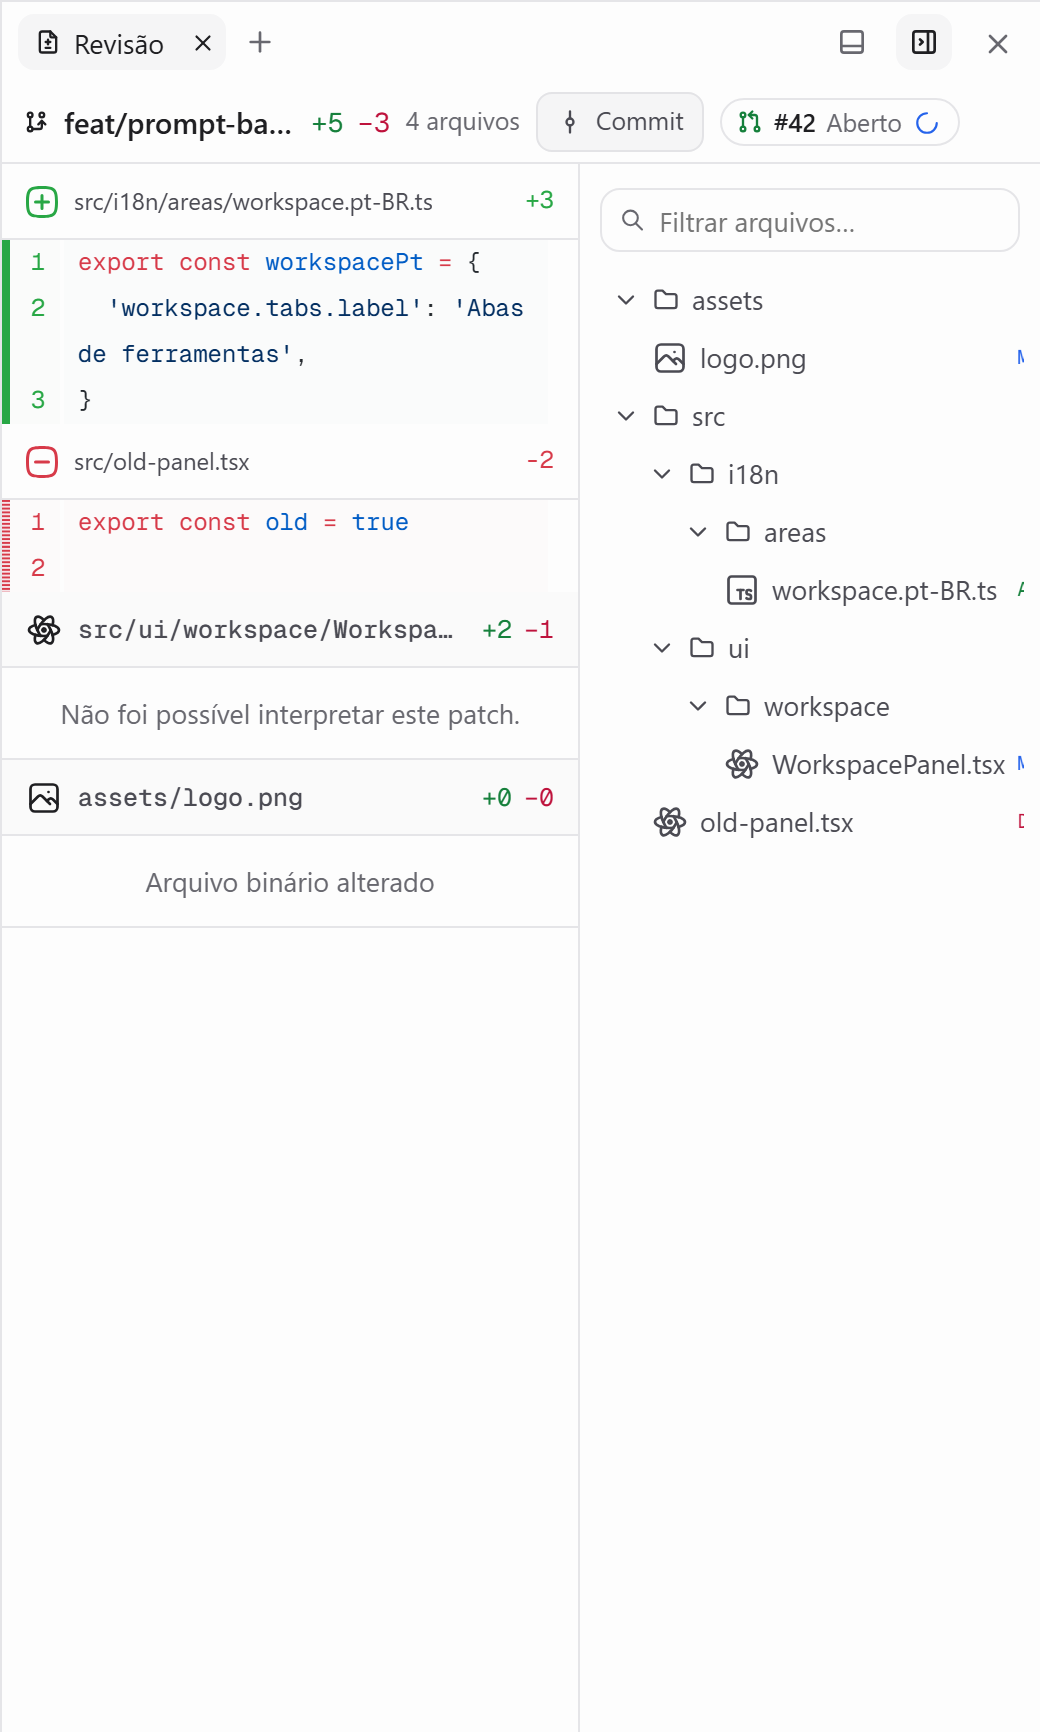 Revisão
feat/prompt-ba... +5 −3 4 arquivos Commit #42 Aberto
src/i18n/areas/workspace.pt-BR.ts +3
1 export const workspacePt = {
2 'workspace.tabs.label': 'Abas
de ferramentas',
3 }
src/old-panel.tsx -2
1 export const old = true
2
src/ui/workspace/Workspa... +2 −1
Não foi possível interpretar este patch.
assets/logo.png +0 −0
Arquivo binário alterado
Filtrar arquivos...
assets
logo.png
src
i18n
areas
TS workspace.pt-BR.ts
ui
workspace
WorkspacePanel.tsx
old-panel.tsx